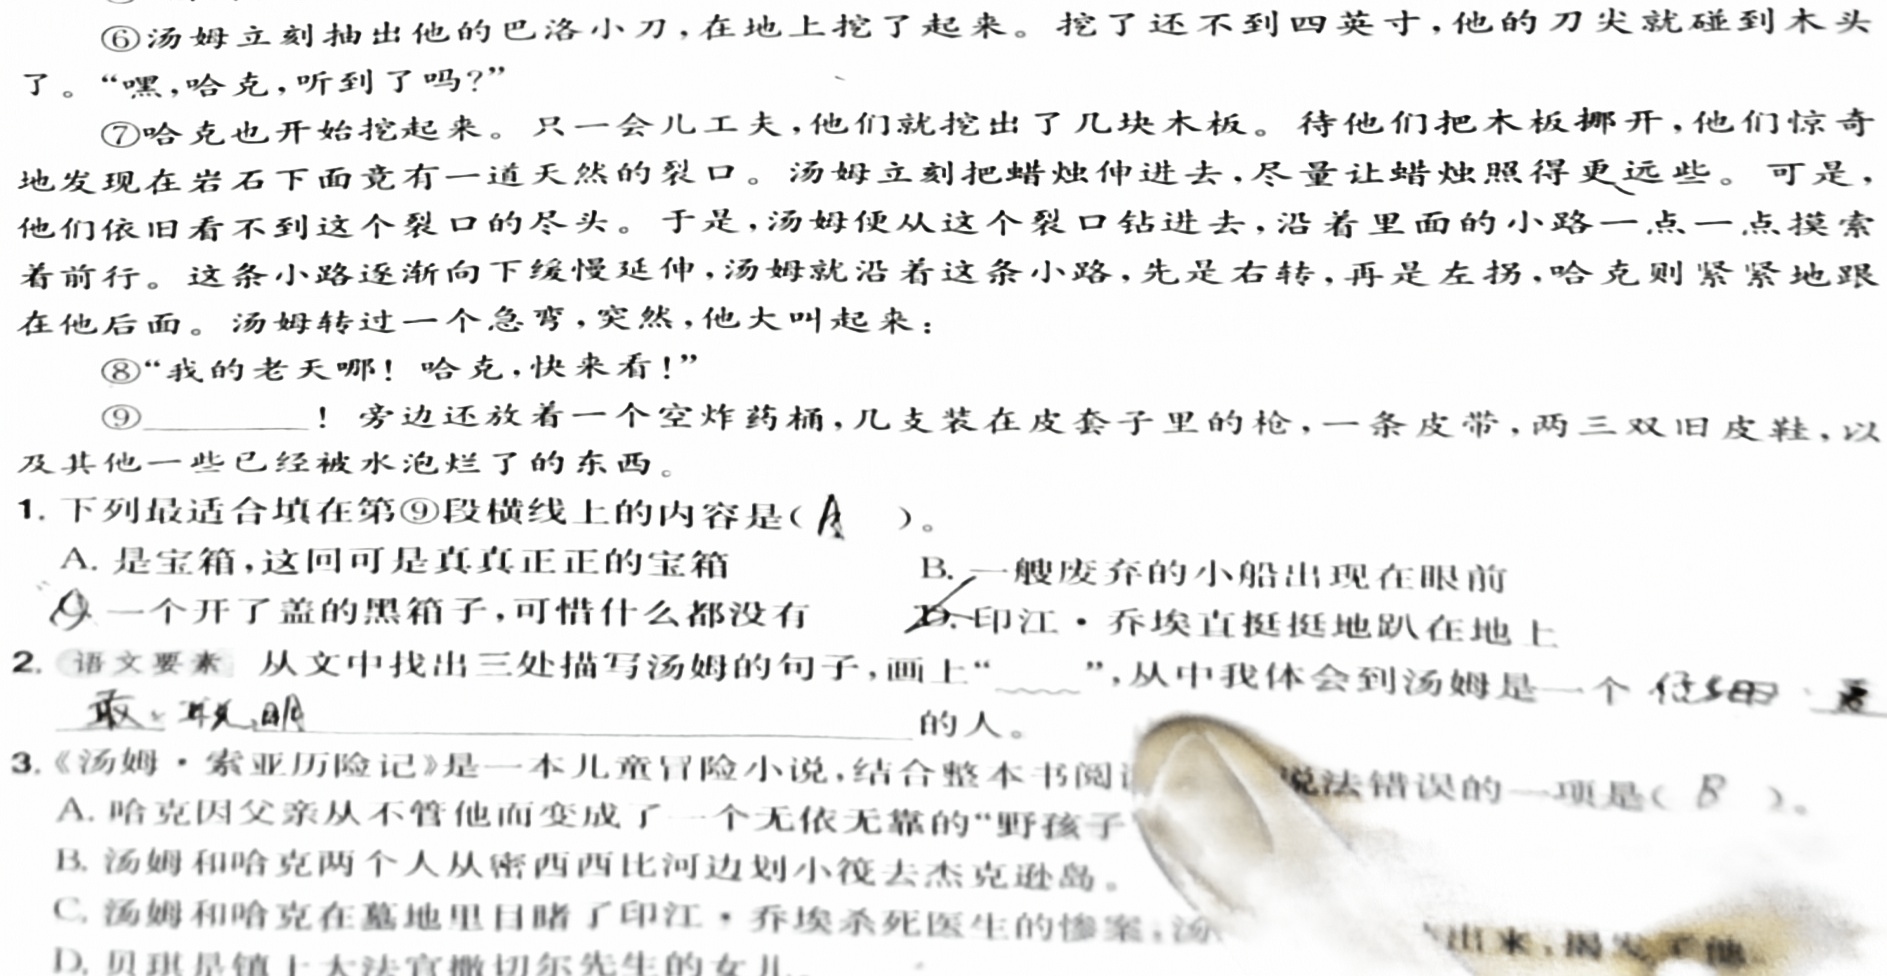 ⑥汤姆立刻抽出他的巴洛小刀,在地上挖了起来。挖了还不到四英寸,他的刀尖就碰到木头
了。“嘿,哈克,听到了吗?”
⑦哈克也开始挖起来。只一会儿工夫,他们就挖出了几块木板。待他们把木板挪开,他们惊奇
地发现在岩石下面竟有一道天然的裂口。汤姆立刻把蜡烛伸进去,尽量让蜡烛照得更远些。可是,
他们依旧看不到这个裂口的尽头。于是,汤姆便从这个裂口钻进去,沿着里面的小路一点一点摸索
着前行。这条小路逐渐向下缓慢延伸,汤姆就沿着这条小路,先是右转,再是左拐,哈克则紧紧地跟
在他后面。汤姆转过一个急弯,突然,他大叫起来:
⑧“我的老天哪!哈克,快来看!”
⑨________!旁边还放着一个空炸药桶,几支装在皮套子里的枪,一条皮带,两三双旧皮鞋,以
及其他一些已经被水泡烂了的东西。
1. 下列最适合填在第⑨段横线上的内容是( A )。
A. 是宝箱,这回可是真真正正的宝箱 B. 一艘废弃的小船出现在眼前
一个开了盖的黑箱子,可惜什么都没有 D. 印江·乔埃直挺挺地趴在地上
2. 语文要素 从文中找出三处描写汤姆的句子,画上“____”,从中我体会到汤姆是一个 细
敢、聪明 的人。
3.《汤姆·索亚历险记》是一本儿童冒险小说,结合整本书阅 说法错误的一项是( B )。
A. 哈克因父亲从不管他而变成了一个无依无靠的“野孩子
B. 汤姆和哈克两个人从密西西比河边划小筏去杰克逊岛。
C. 汤姆和哈克在墓地里目睹了印江·乔埃杀死医生的惨案,汤 出来,揭发了他
D. 贝琪是镇上大法官撒切尔先生的女儿。